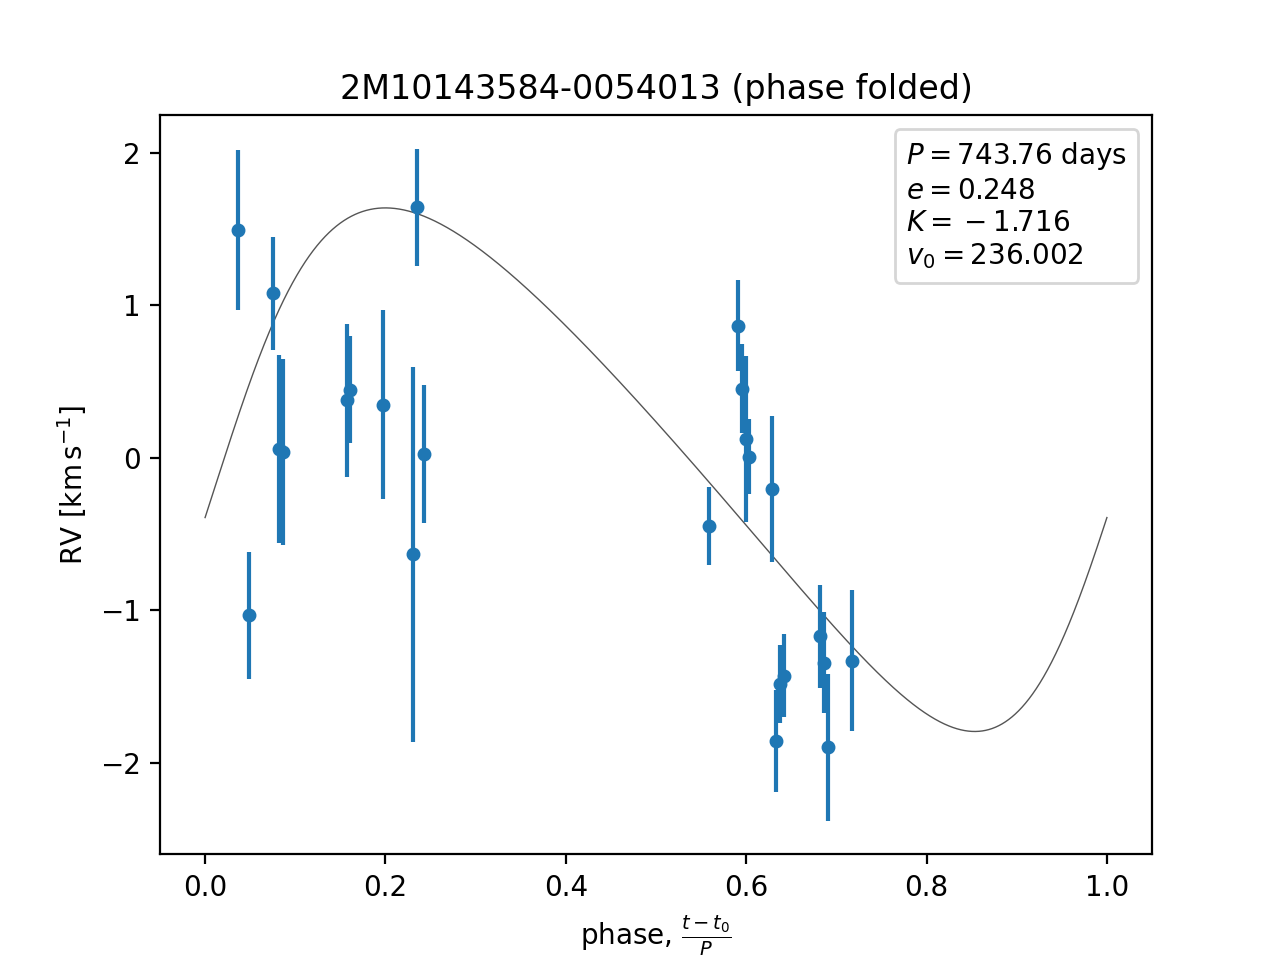 2M10143584-0054013 (phase folded)
P = 743.76 days
e = 0.248
K = −1.716
v₀ = 236.002
2
1
0
−1
−2
RV [km s⁻¹]
0.0 0.2 0.4 0.6 0.8 1.0
phase, (t − t₀)/P